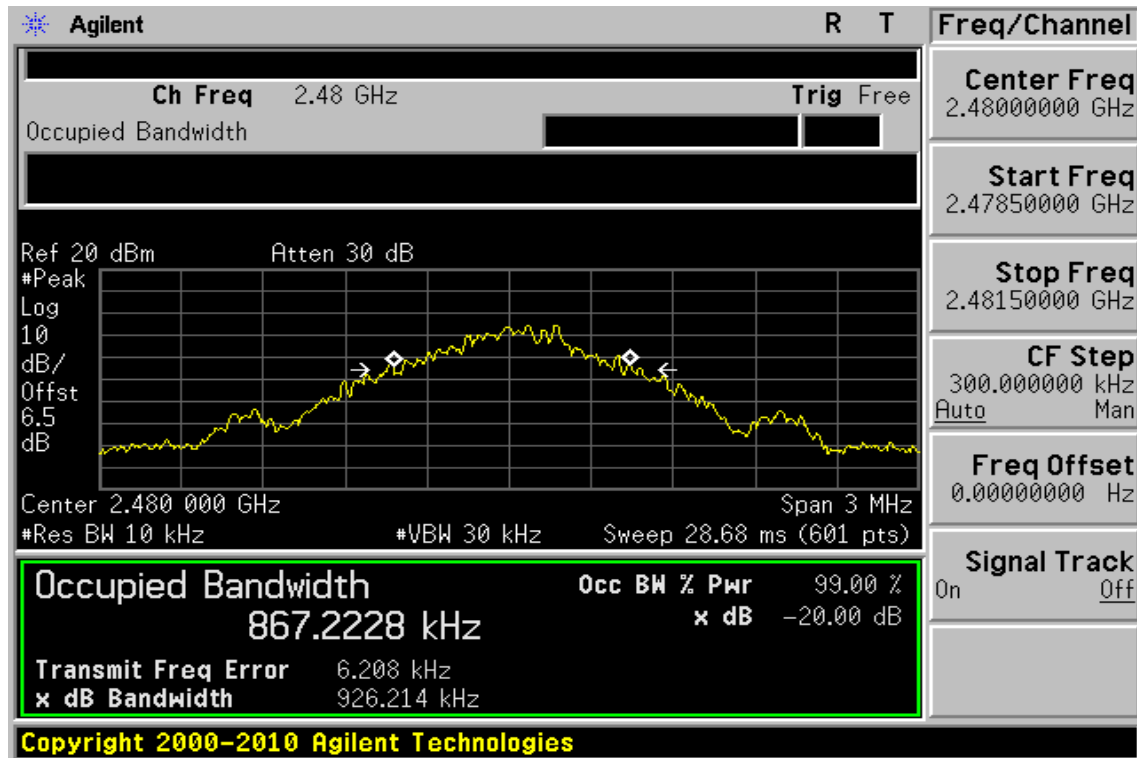 Agilent R T
Ch Freq 2.48 GHz Trig Free
Occupied Bandwidth
Ref 20 dBm Atten 30 dB
#Peak
Log
10
dB/
Offst
6.5
dB
Center 2.480 000 GHz Span 3 MHz
#Res BW 10 kHz #VBW 30 kHz Sweep 28.68 ms (601 pts)
Occupied Bandwidth
867.2228 kHz
Occ BW % Pwr 99.00 %
x dB -20.00 dB
Transmit Freq Error 6.208 kHz
x dB Bandwidth 926.214 kHz
Copyright 2000-2010 Agilent Technologies
Freq/Channel
Center Freq
2.48000000 GHz
Start Freq
2.47850000 GHz
Stop Freq
2.48150000 GHz
CF Step
300.000000 kHz
Auto Man
Freq Offset
0.00000000 Hz
Signal Track
On Off